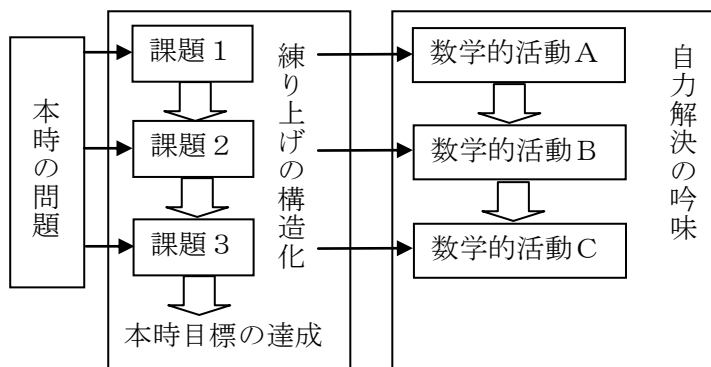 本時の問題
課題１
課題２
課題３
本時目標の達成
練り上げの構造化
数学的活動Ａ
数学的活動Ｂ
数学的活動Ｃ
自力解決の吟味